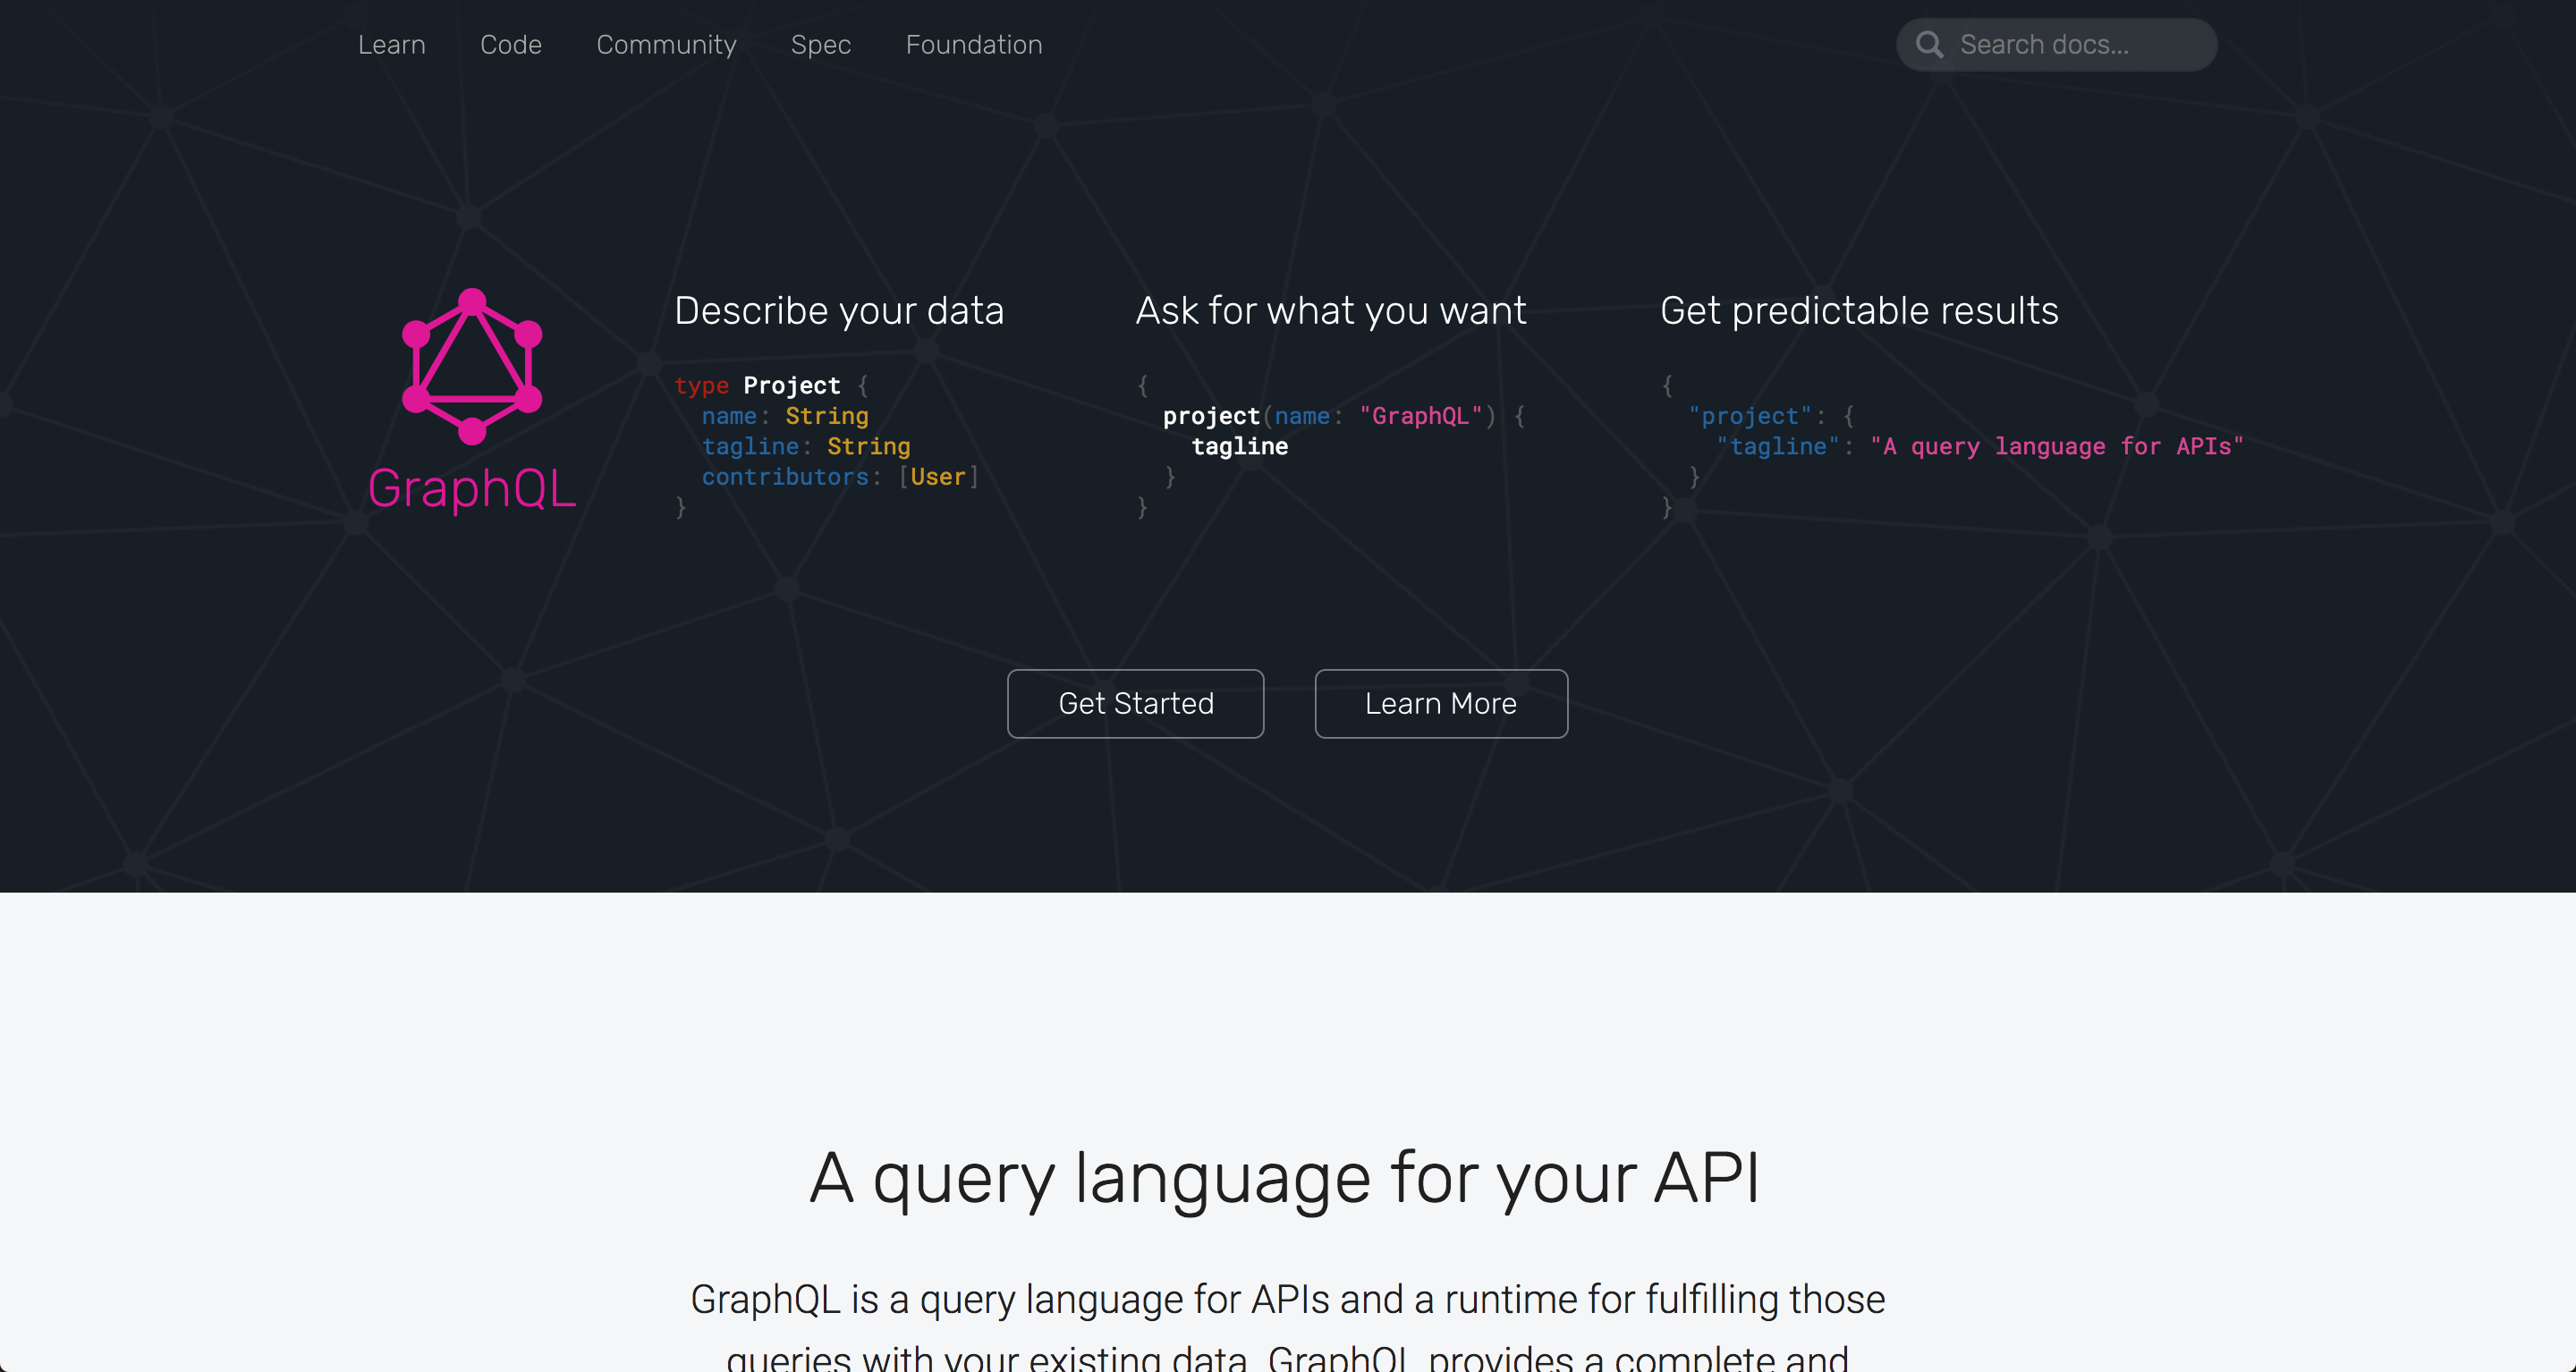 Learn Code Community Spec Foundation Search docs...
GraphQL
Describe your data
type Project {
  name: String
  tagline: String
  contributors: [User]
}
Ask for what you want
{
  project(name: "GraphQL") {
    tagline
  }
}
Get predictable results
{
  "project": {
    "tagline": "A query language for APIs"
  }
}
Get Started Learn More
A query language for your API
GraphQL is a query language for APIs and a runtime for fulfilling those
queries with your existing data. GraphQL provides a complete and